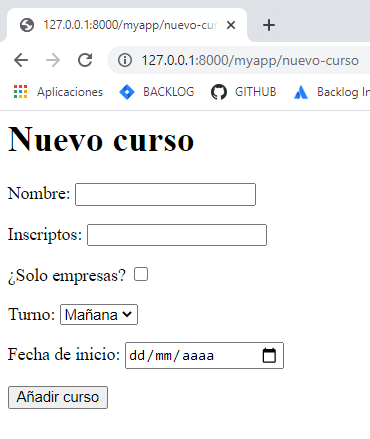 127.0.0.1:8000/myapp/nuevo-cur
127.0.0.1:8000/myapp/nuevo-curso
Aplicaciones BACKLOG GITHUB Backlog In
Nuevo curso
Nombre:
Inscriptos:
¿Solo empresas?
Turno: Mañana
Fecha de inicio: dd/mm/aaaa
Añadir curso